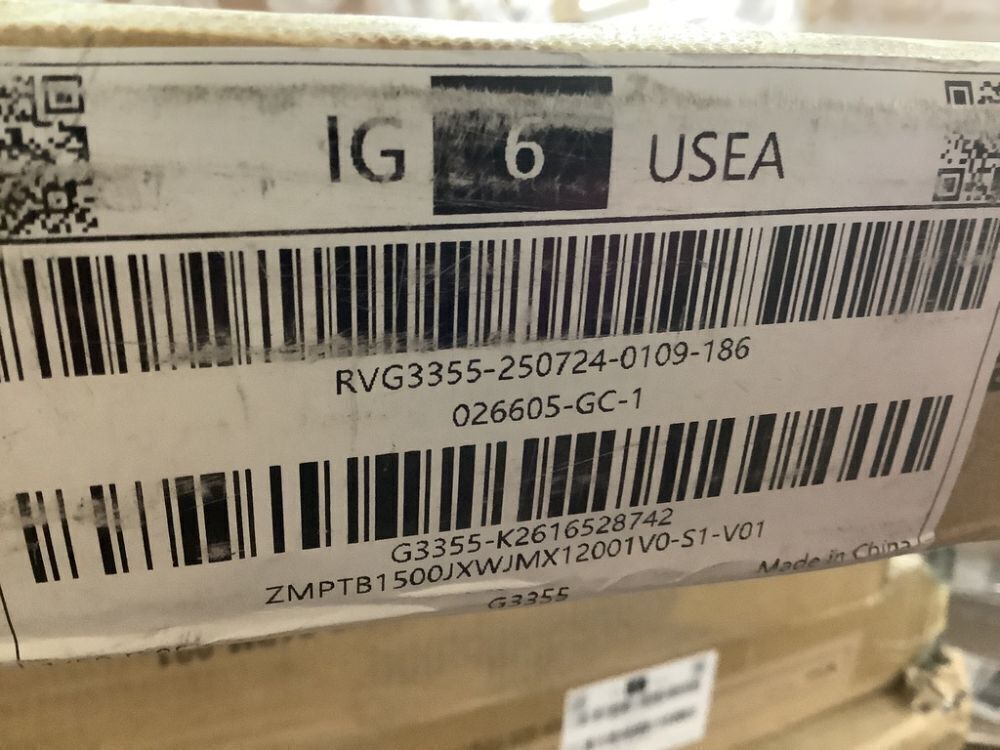 IG 6 USEA
RVG3355-250724-0109-186
026605-GC-1
G3355-K2616528742
ZMPTB1500JXWJMX12001V0-S1-V01
Made in China
G3355